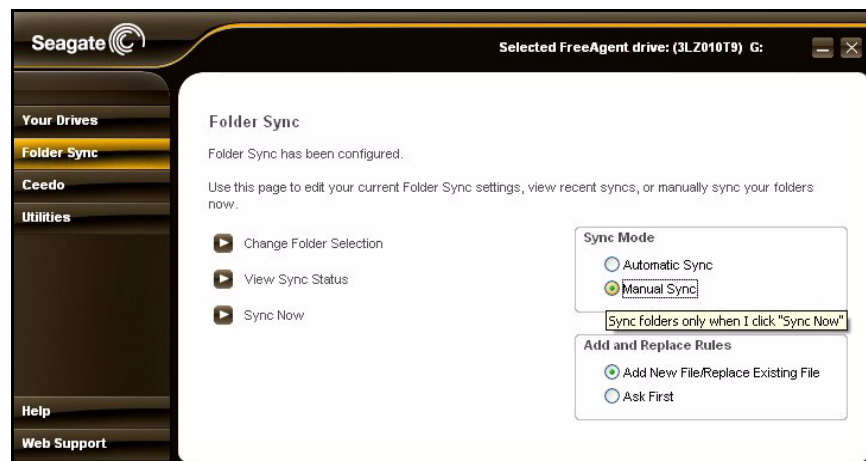 Seagate
Selected FreeAgent drive: (3LZ010T9) G:
Your Drives
Folder Sync
Ceedo
Utilities
Help
Web Support
Folder Sync
Folder Sync has been configured.
Use this page to edit your current Folder Sync settings, view recent syncs, or manually sync your folders
now.
Change Folder Selection
View Sync Status
Sync Now
Sync Mode
Automatic Sync
Manual Sync
Sync folders only when I click "Sync Now"
Add and Replace Rules
Add New File/Replace Existing File
Ask First